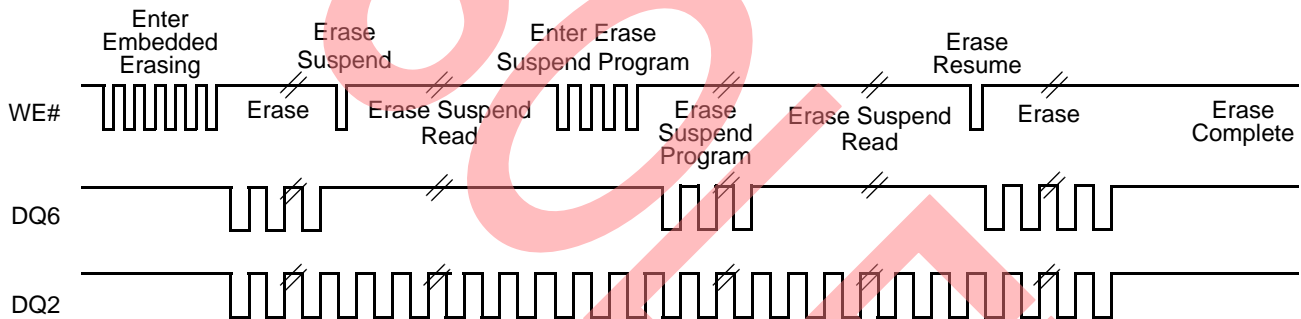 Enter
Embedded
Erasing
Erase
Suspend
Enter Erase
Suspend Program
Erase
Resume
WE#
Erase
Erase Suspend
Read
Erase
Suspend
Program
Erase Suspend
Read
Erase
Erase
Complete
DQ6
DQ2